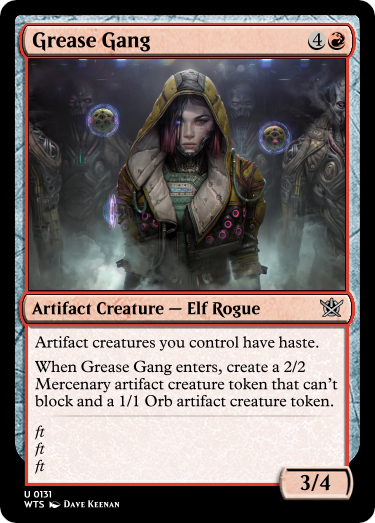 Grease Gang 4
Artifact Creature — Elf Rogue
Artifact creatures you control have haste.
When Grease Gang enters, create a 2/2
Mercenary artifact creature token that can't
block and a 1/1 Orb artifact creature token.
ft
ft
ft
3/4
U 0131
WTS Dave Keenan